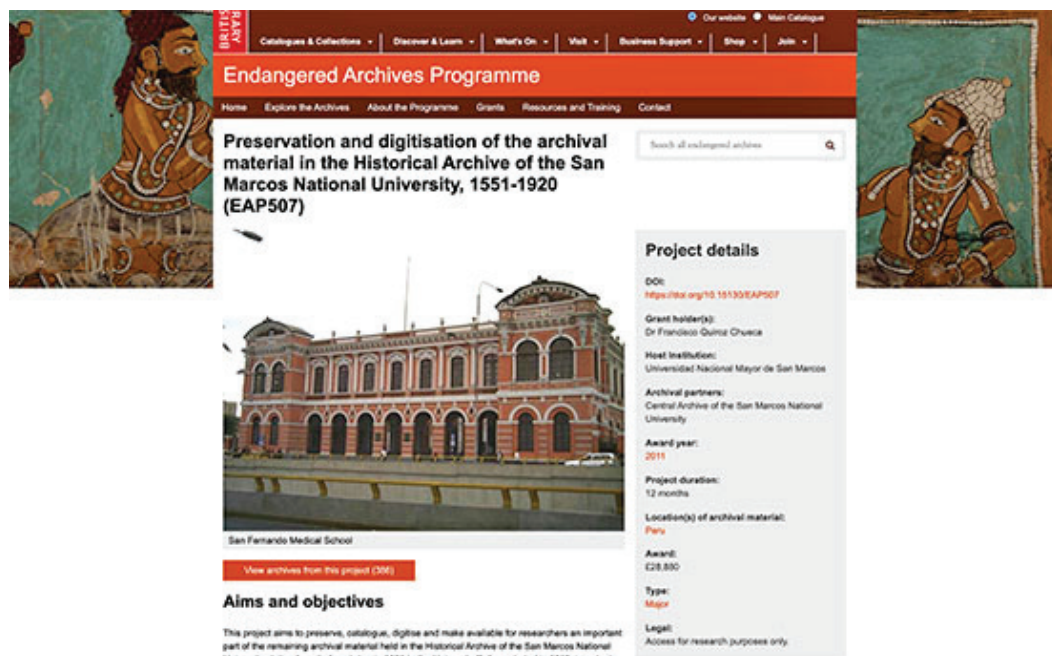 BRITIS
RARY
Our website Main Catalogue
Catalogues & Collections Discover & Learn What's On Visit Business Support Shop Join
Endangered Archives Programme
Home Explore the Archives About the Programme Grants Resources and Training Contact
Preservation and digitisation of the archival
material in the Historical Archive of the San
Marcos National University, 1551-1920
(EAP507)
San Fernando Medical School
View archives from this project (386)
Aims and objectives
This project aims to preserve, catalogue, digitise and make available for researchers an important
part of the remaining archival material held in the Historical Archive of the San Marcos National
Search all endangered archives
Project details
DOI:
https://doi.org/10.15130/EAP507
Grant holder(s):
Dr Francisco Quiroz Chueca
Host Institution:
Universidad Nacional Mayor de San Marcos
Archival partners:
Central Archive of the San Marcos National
University
Award year:
2011
Project duration:
12 months
Location(s) of archival material:
Peru
Award:
£28,880
Type:
Major
Legal:
Access for research purposes only.